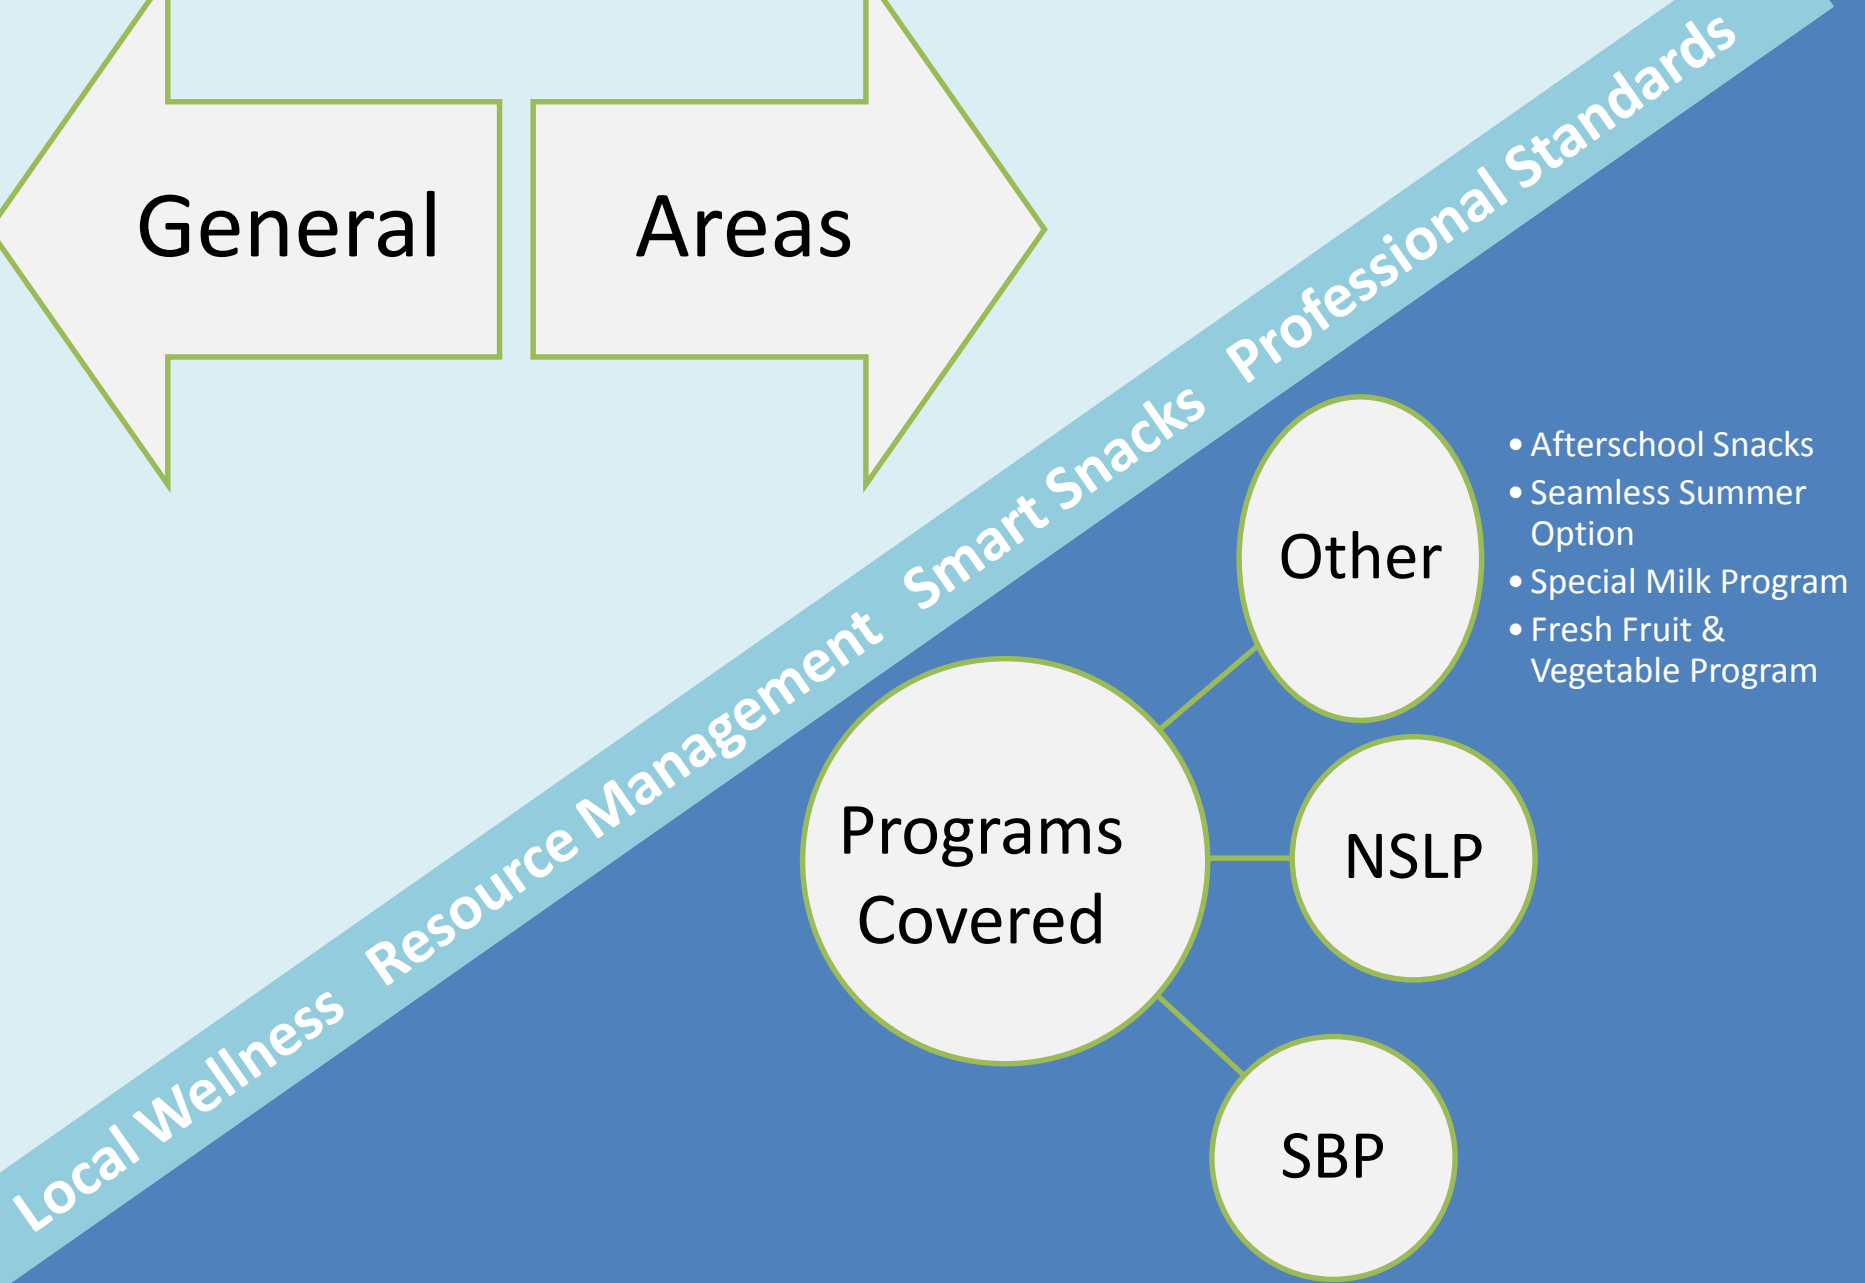 General
Areas
Local Wellness   Resource Management   Smart Snacks   Professional Standards
Other
• Afterschool Snacks
• Seamless Summer
Option
• Special Milk Program
• Fresh Fruit &
Vegetable Program
Programs
Covered
NSLP
SBP